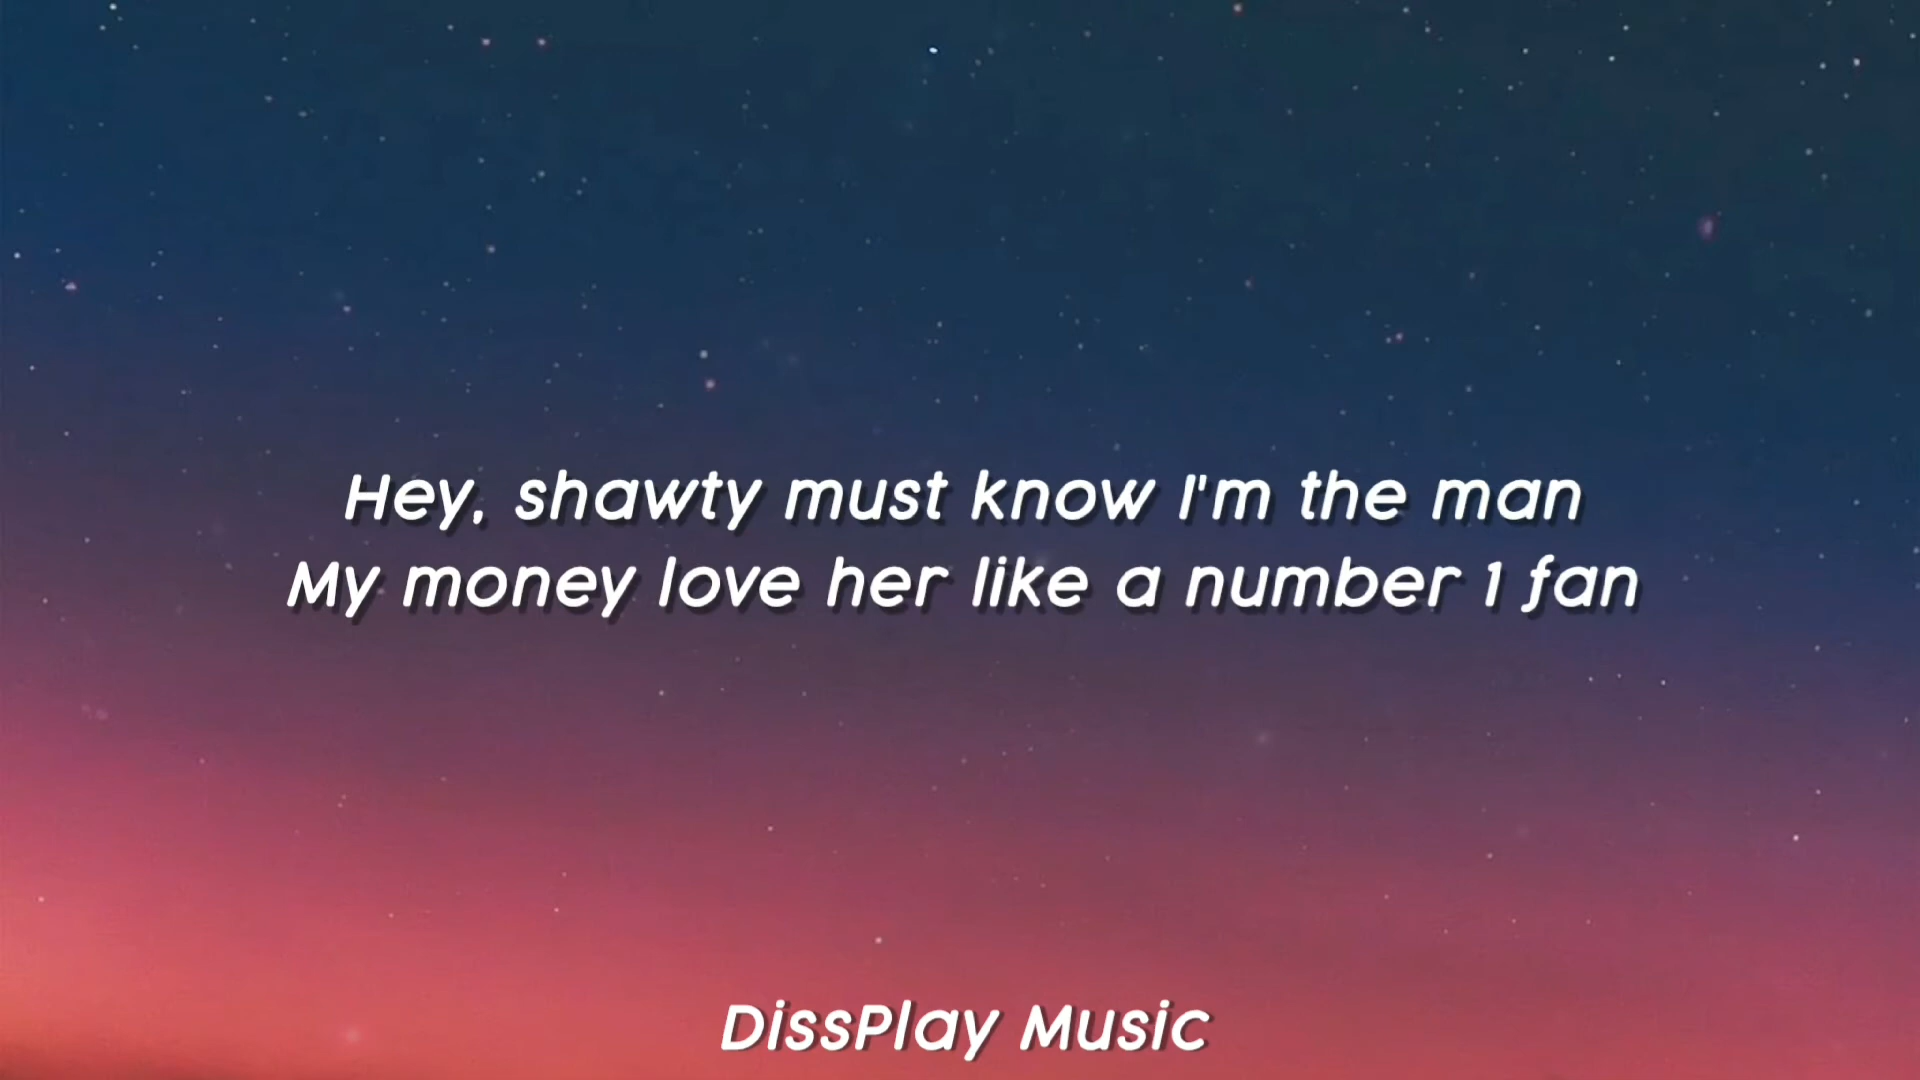 Hey, shawty must know I'm the man
My money love her like a number 1 fan
DissPlay Music